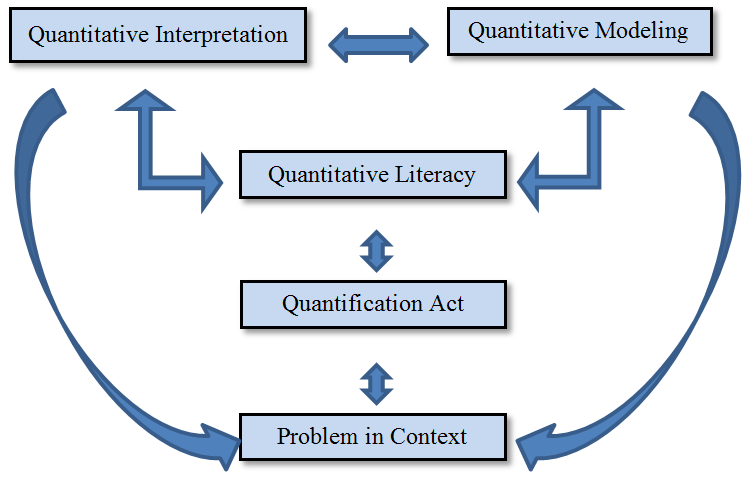 Quantitative Interpretation
Quantitative Modeling
Quantitative Literacy
Quantification Act
Problem in Context